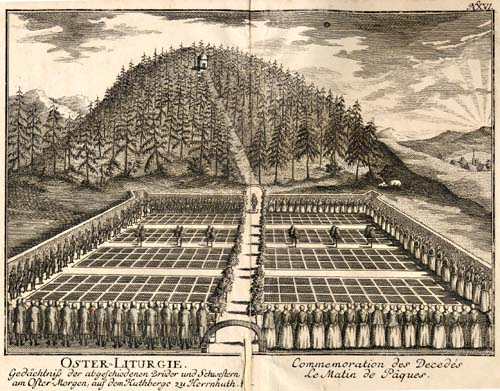 XXVI.
OSTER-LITURGIE.
Gedächtniß der abgeschiedenen Brüder und Schwestern
am Oster-Morgen, auf dem Huthberge zu Herrnhuth.
Commemoration des Decedés
Le Matin de Pâques.